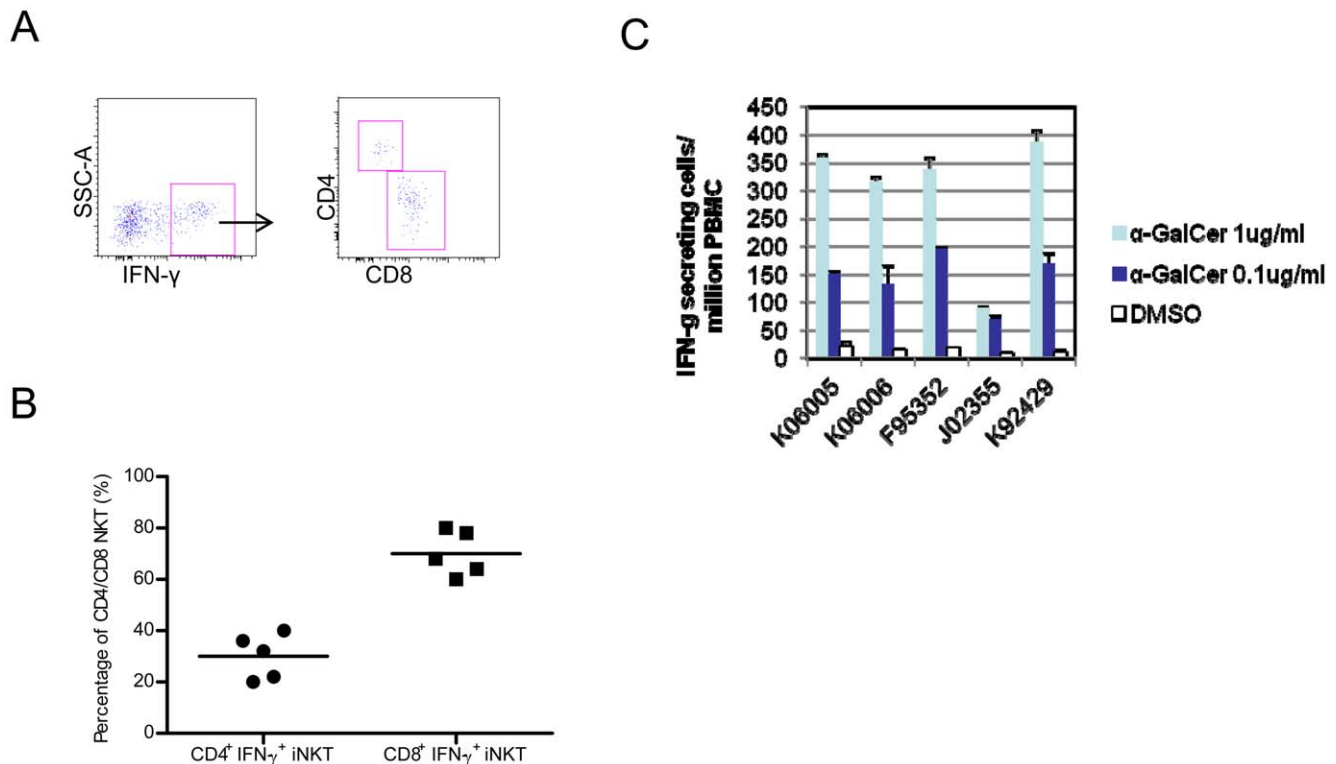 A
SSC-A
IFN-γ
CD4
CD8
B
Percentage of CD4/CD8 NKT (%)
100
80
60
40
20
0
CD4⁺ IFN-γ⁺ iNKT
CD8⁺ IFN-γ⁺ iNKT
C
IFN-g secreting cells/
million PBMC
450
400
350
300
250
200
150
100
50
0
K06005
K06006
F95352
J02355
K92429
α-GalCer 1ug/ml
α-GalCer 0.1ug/ml
DMSO